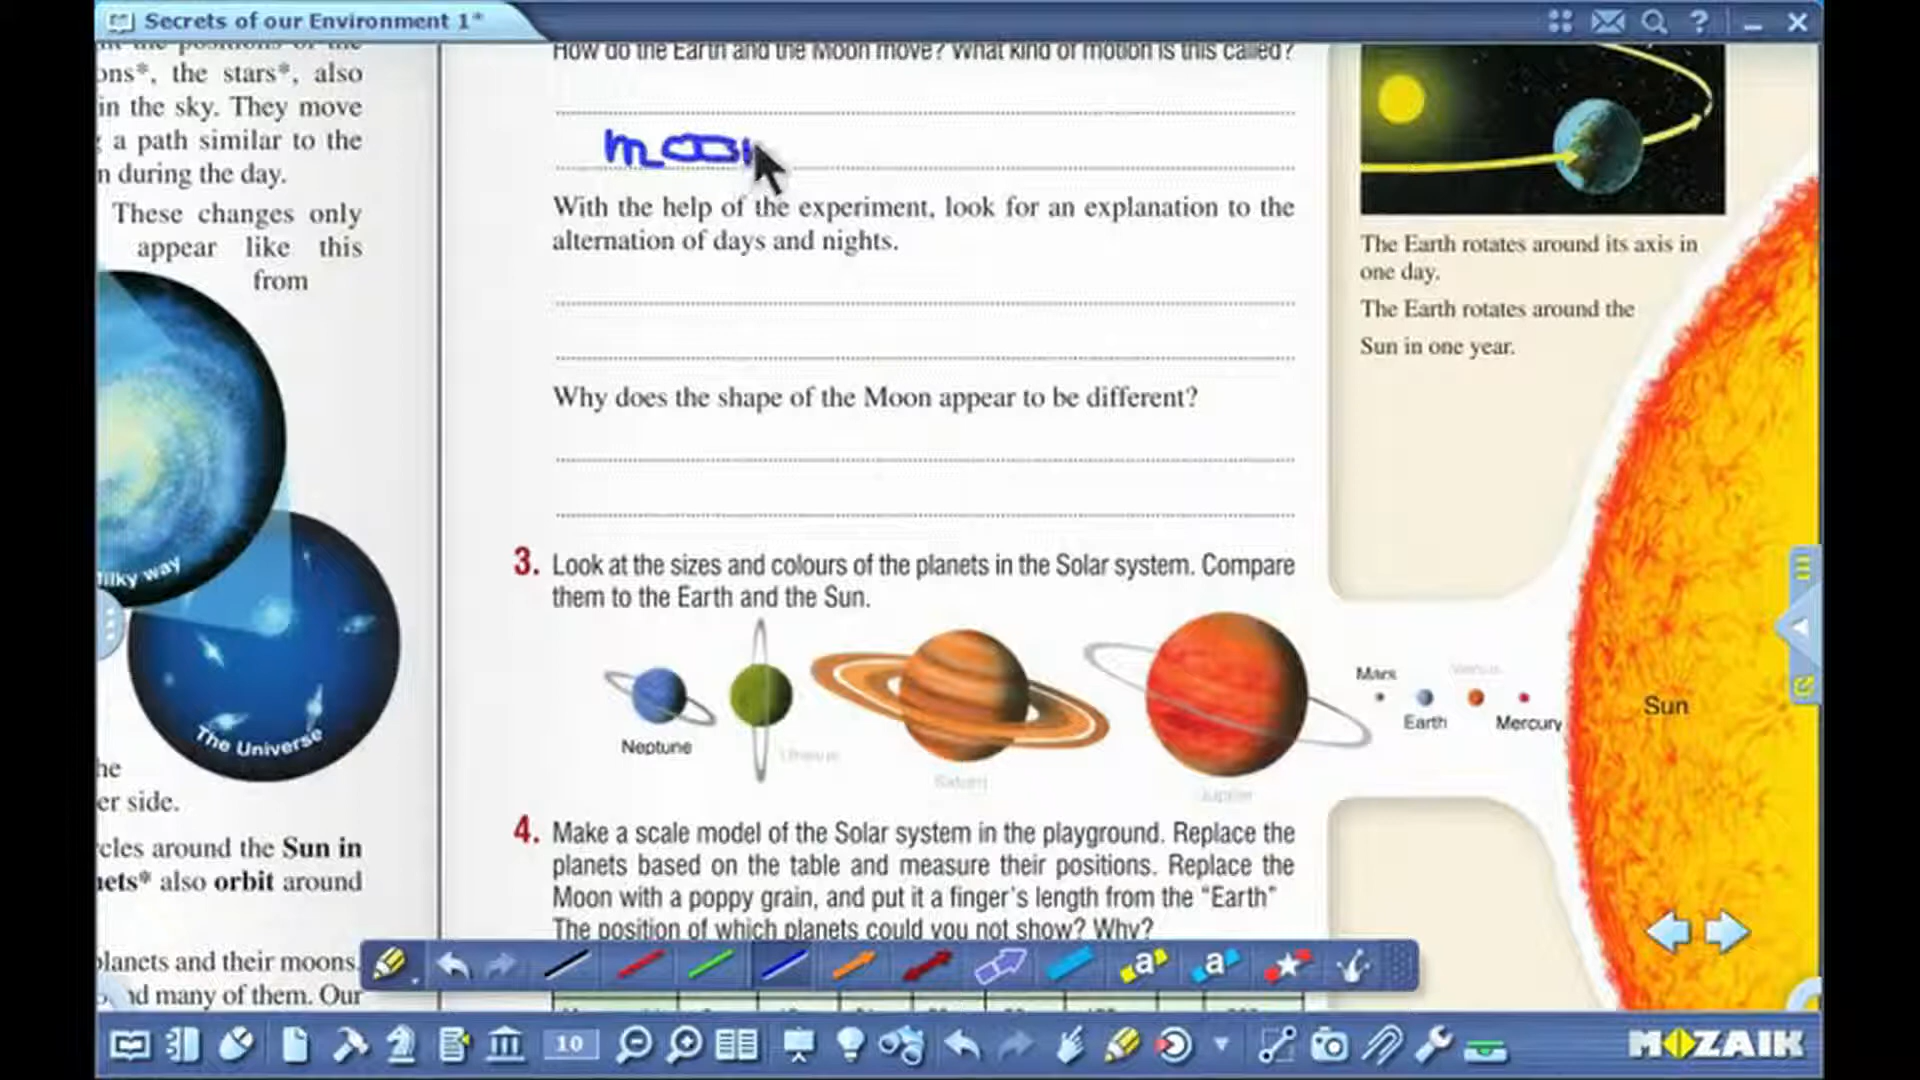 Secrets of our Environment 1*
ons*, the stars*, also
in the sky. They move
a path similar to the
n during the day.
These changes only
appear like this
from
Milky way
The Universe
he
er side.
cles around the Sun in
nets* also orbit around
planets and their moons.
nd many of them. Our
How do the Earth and the Moon move? What kind of motion is this called?
moon
With the help of the experiment, look for an explanation to the
alternation of days and nights.
Why does the shape of the Moon appear to be different?
3. Look at the sizes and colours of the planets in the Solar system. Compare
them to the Earth and the Sun.
Neptune
Uranus
Saturn
Jupiter
Mars
Earth
Venus
Mercury
Sun
4. Make a scale model of the Solar system in the playground. Replace the
planets based on the table and measure their positions. Replace the
Moon with a poppy grain, and put it a finger's length from the “Earth”
The position of which planets could you not show? Why?
The Earth rotates around its axis in
one day.
The Earth rotates around the
Sun in one year.
a a
10
MOZAIK